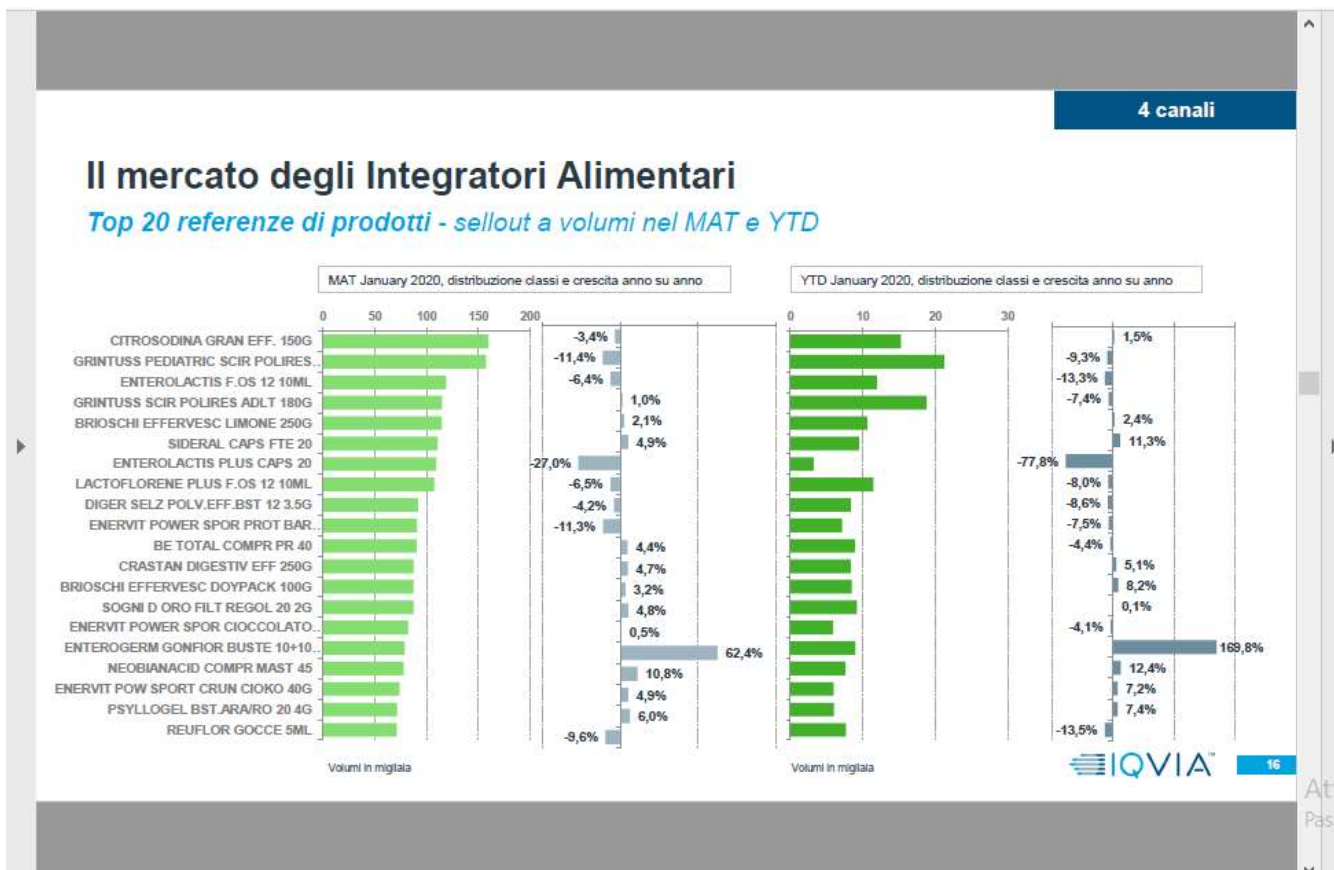 4 canali
Il mercato degli Integratori Alimentari
Top 20 referenze di prodotti - sellout a volumi nel MAT e YTD
MAT January 2020, distribuzione classi e crescita anno su anno
YTD January 2020, distribuzione classi e crescita anno su anno
0 50 100 150 200
0 10 20 30
CITROSODINA GRAN EFF. 150G -3,4% 1,5%
GRINTUSS PEDIATRIC SCIR POLIRES.. -11,4% -9,3%
ENTEROLACTIS F.OS 12 10ML -6,4% -13,3%
GRINTUSS SCIR POLIRES ADLT 180G 1,0% -7,4%
BRIOSCHI EFFERVESC LIMONE 250G 2,1% 2,4%
SIDERAL CAPS FTE 20 4,9% 11,3%
ENTEROLACTIS PLUS CAPS 20 -27,0% -77,8%
LACTOFLORENE PLUS F.OS 12 10ML -6,5% -8,0%
DIGER SELZ POLV.EFF.BST 12 3.5G -4,2% -8,6%
ENERVIT POWER SPOR PROT BAR.. -11,3% -7,5%
BE TOTAL COMPR PR 40 4,4% -4,4%
CRASTAN DIGESTIV EFF 250G 4,7% 5,1%
BRIOSCHI EFFERVESC DOYPACK 100G 3,2% 8,2%
SOGNI D ORO FILT REGOL 20 2G 4,8% 0,1%
ENERVIT POWER SPOR CIOCCOLATO.. 0,5% -4,1%
ENTEROGERM GONFIOR BUSTE 10+10.. 62,4% 169,8%
NEOBIANACID COMPR MAST 45 10,8% 12,4%
ENERVIT POW SPORT CRUN CIOKO 40G 4,9% 7,2%
PSYLLOGEL BST.ARA/RO 20 4G 6,0% 7,4%
REUFLOR GOCCE 5ML -9,6% -13,5%
Volumi in migliaia
Volumi in migliaia
IQVIA™
16
At
Pas